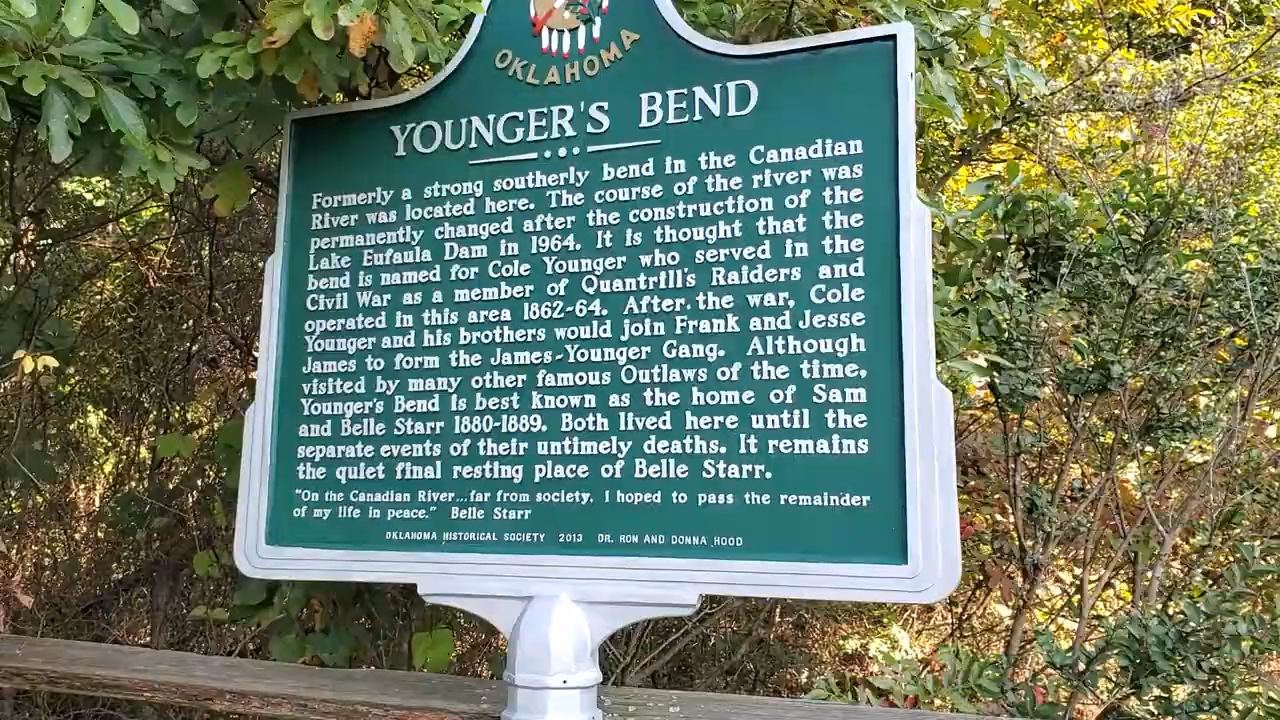 OKLAHOMA
YOUNGER'S BEND
Formerly a strong southerly bend in the Canadian
River was located here. The course of the river was
permanently changed after the construction of the
Lake Eufaula Dam in 1964. It is thought that the
bend is named for Cole Younger who served in the
Civil War as a member of Quantrill's Raiders and
operated in this area 1862-64. After the war, Cole
Younger and his brothers would join Frank and Jesse
James to form the James-Younger Gang. Although
visited by many other famous Outlaws of the time,
Younger's Bend is best known as the home of Sam
and Belle Starr 1880-1889. Both lived here until the
separate events of their untimely deaths. It remains
the quiet final resting place of Belle Starr.
"On the Canadian River...far from society, I hoped to pass the remainder
of my life in peace." Belle Starr
OKLAHOMA HISTORICAL SOCIETY 2013 DR. RON AND DONNA HOOD